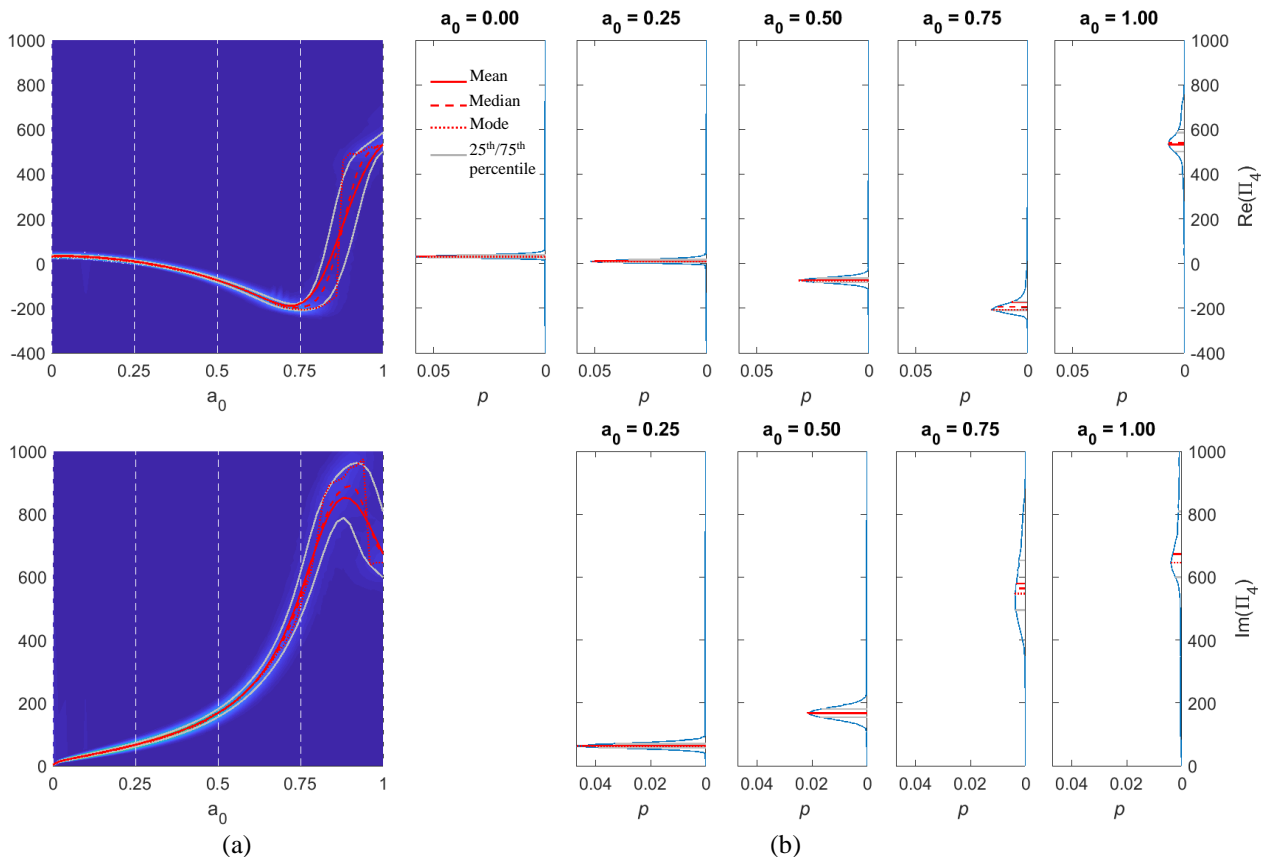 a0 = 0.00 a0 = 0.25 a0 = 0.50 a0 = 0.75 a0 = 1.00
1000 1000
800 800
600 600
400 400
200 200
0 0
-200 -200
-400 -400
Mean
Median
Mode
25th/75th
percentile
Re(Π4)
0 0.25 0.5 0.75 1 0.05 0 0.05 0 0.05 0 0.05 0 0.05 0
a0 p p p p p
a0 = 0.25 a0 = 0.50 a0 = 0.75 a0 = 1.00
1000 1000
800 800
600 600
400 400
200 200
0 0
Im(Π4)
0 0.25 0.5 0.75 1 0.04 0.02 0 0.04 0.02 0 0.04 0.02 0 0.04 0.02 0
a0 p p p p
(a) (b)